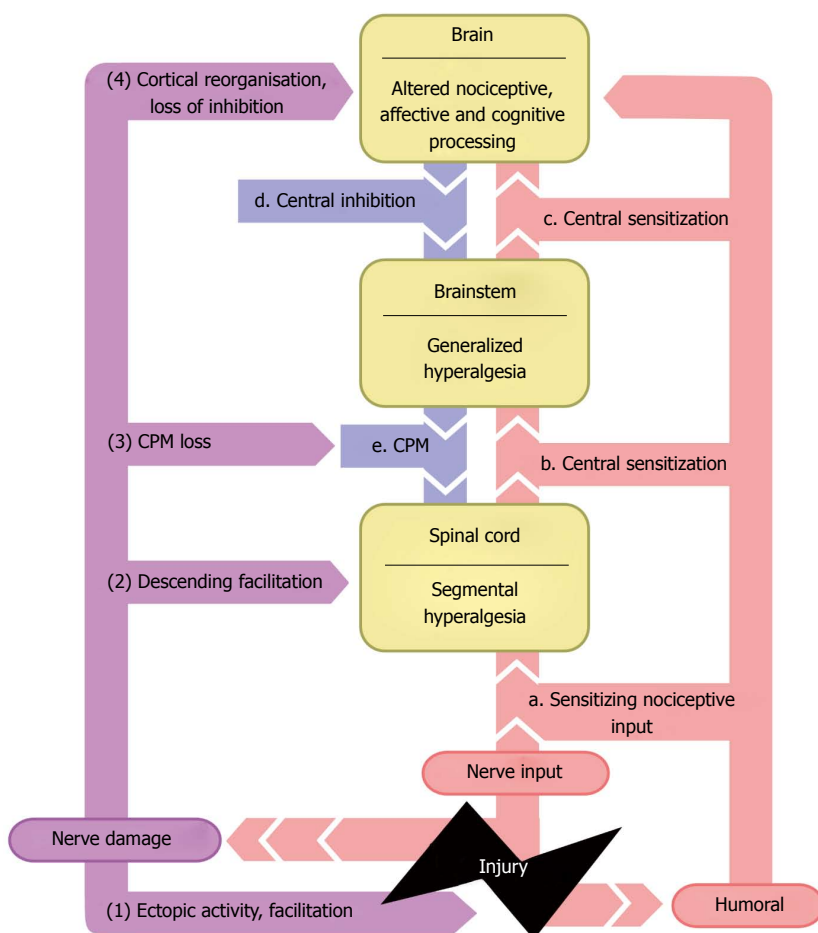 Brain
(4) Cortical reorganisation,
loss of inhibition
Altered nociceptive,
affective and cognitive
processing
d. Central inhibition
c. Central sensitization
Brainstem
Generalized
hyperalgesia
(3) CPM loss
e. CPM
b. Central sensitization
Spinal cord
(2) Descending facilitation
Segmental
hyperalgesia
a. Sensitizing nociceptive
input
Nerve input
Nerve damage
Injury
(1) Ectopic activity, facilitation
Humoral